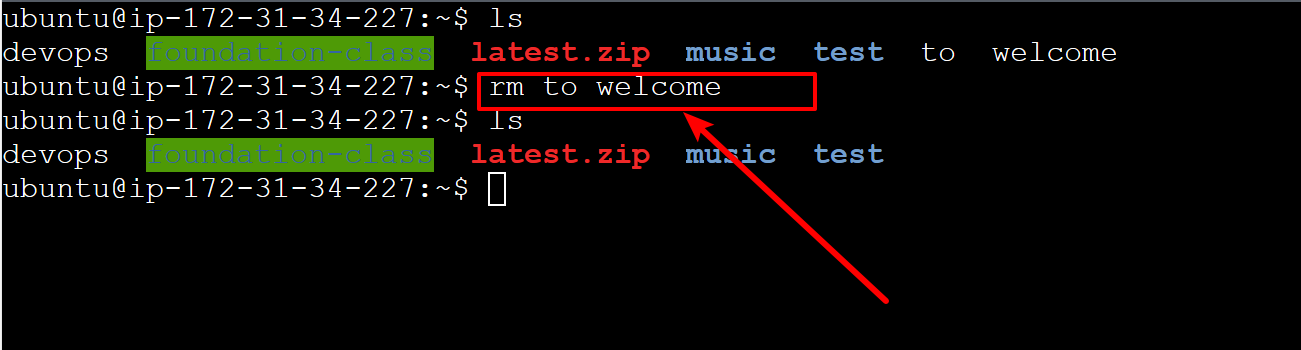 ubuntu@ip-172-31-34-227:~$ ls
devops  foundation-class  latest.zip  music  test  to  welcome
ubuntu@ip-172-31-34-227:~$ rm to welcome
ubuntu@ip-172-31-34-227:~$ ls
devops  foundation-class  latest.zip  music  test
ubuntu@ip-172-31-34-227:~$